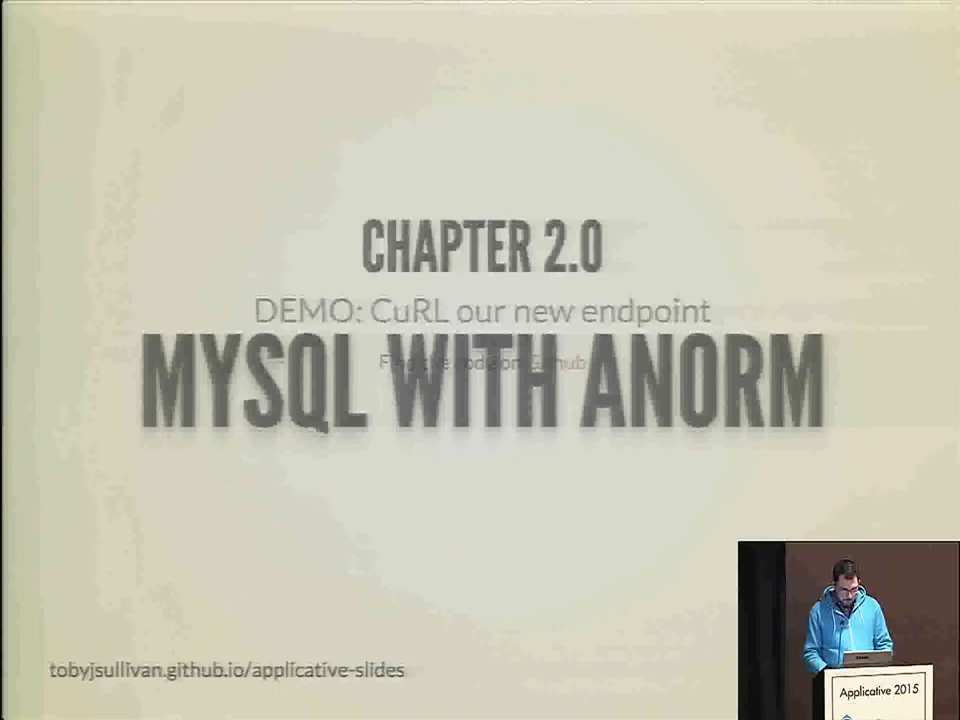 CHAPTER 2.0
DEMO: CuRL our new endpoint
MYSQL WITH ANORM
tobyjsullivan.github.io/applicative-slides
Applicative 2015